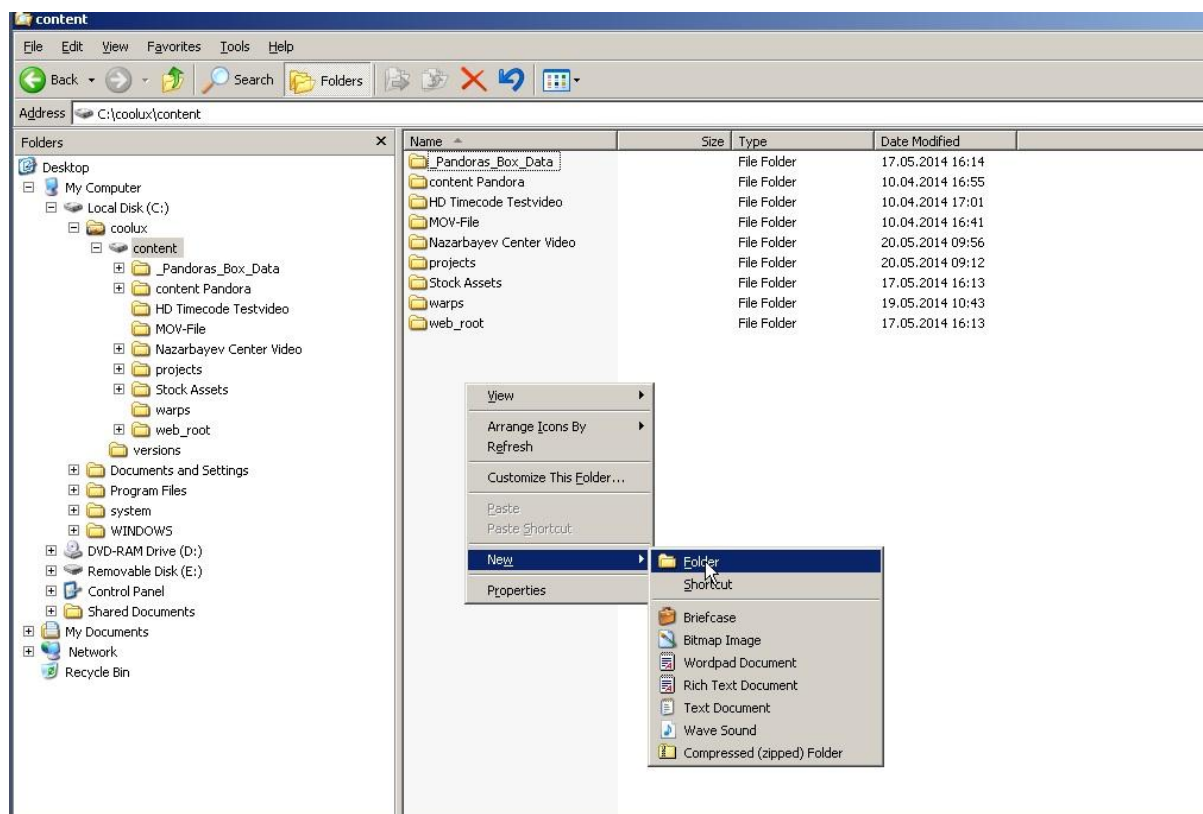 content
File Edit View Favorites Tools Help
Back Search Folders
Address C:\coolux\content
Folders
Desktop
My Computer
Local Disk (C:)
coolux
content
_Pandoras_Box_Data
content Pandora
HD Timecode Testvideo
MOV-File
Nazarbayev Center Video
projects
Stock Assets
warps
web_root
versions
Documents and Settings
Program Files
system
WINDOWS
DVD-RAM Drive (D:)
Removable Disk (E:)
Control Panel
Shared Documents
My Documents
Network
Recycle Bin
Name Size Type Date Modified
_Pandoras_Box_Data File Folder 17.05.2014 16:14
content Pandora File Folder 10.04.2014 16:55
HD Timecode Testvideo File Folder 10.04.2014 17:01
MOV-File File Folder 10.04.2014 16:41
Nazarbayev Center Video File Folder 20.05.2014 09:56
projects File Folder 20.05.2014 09:12
Stock Assets File Folder 17.05.2014 16:13
warps File Folder 19.05.2014 10:43
web_root File Folder 17.05.2014 16:13
View
Arrange Icons By
Refresh
Customize This Folder...
Paste
Paste Shortcut
New
Properties
Folder
Shortcut
Briefcase
Bitmap Image
Wordpad Document
Rich Text Document
Text Document
Wave Sound
Compressed (zipped) Folder